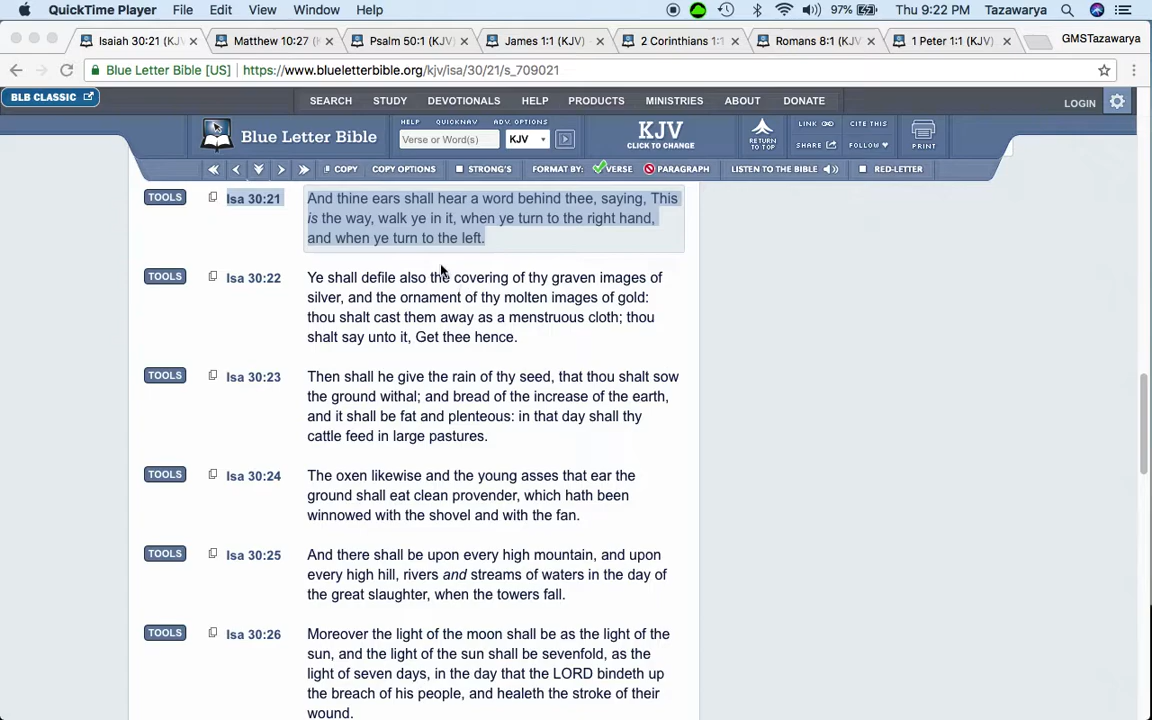 QuickTime Player File Edit View Window Help 97% Thu 9:22 PM Tazawarya
Isaiah 30:21 (KJV Matthew 10:27 (KJV Psalm 50:1 (KJV) James 1:1 (KJV) 2 Corinthians 1:1 Romans 8:1 (KJV) 1 Peter 1:1 (KJV) GMSTazawarya
Blue Letter Bible [US] https://www.blueletterbible.org/kjv/isa/30/21/s_709021
BLB CLASSIC SEARCH STUDY DEVOTIONALS HELP PRODUCTS MINISTRIES ABOUT DONATE LOGIN
HELP QUICKNAV ADV. OPTIONS
Blue Letter Bible Verse or Word(s) KJV
KJV
CLICK TO CHANGE
RETURN
TO TOP
LINK CITE THIS
SHARE FOLLOW
PRINT
COPY COPY OPTIONS STRONG'S FORMAT BY: VERSE PARAGRAPH LISTEN TO THE BIBLE RED-LETTER
TOOLS Isa 30:21 And thine ears shall hear a word behind thee, saying, This
is the way, walk ye in it, when ye turn to the right hand,
and when ye turn to the left.
TOOLS Isa 30:22 Ye shall defile also the covering of thy graven images of
silver, and the ornament of thy molten images of gold:
thou shalt cast them away as a menstruous cloth; thou
shalt say unto it, Get thee hence.
TOOLS Isa 30:23 Then shall he give the rain of thy seed, that thou shalt sow
the ground withal; and bread of the increase of the earth,
and it shall be fat and plenteous: in that day shall thy
cattle feed in large pastures.
TOOLS Isa 30:24 The oxen likewise and the young asses that ear the
ground shall eat clean provender, which hath been
winnowed with the shovel and with the fan.
TOOLS Isa 30:25 And there shall be upon every high mountain, and upon
every high hill, rivers and streams of waters in the day of
the great slaughter, when the towers fall.
TOOLS Isa 30:26 Moreover the light of the moon shall be as the light of the
sun, and the light of the sun shall be sevenfold, as the
light of seven days, in the day that the LORD bindeth up
the breach of his people, and healeth the stroke of their
wound.